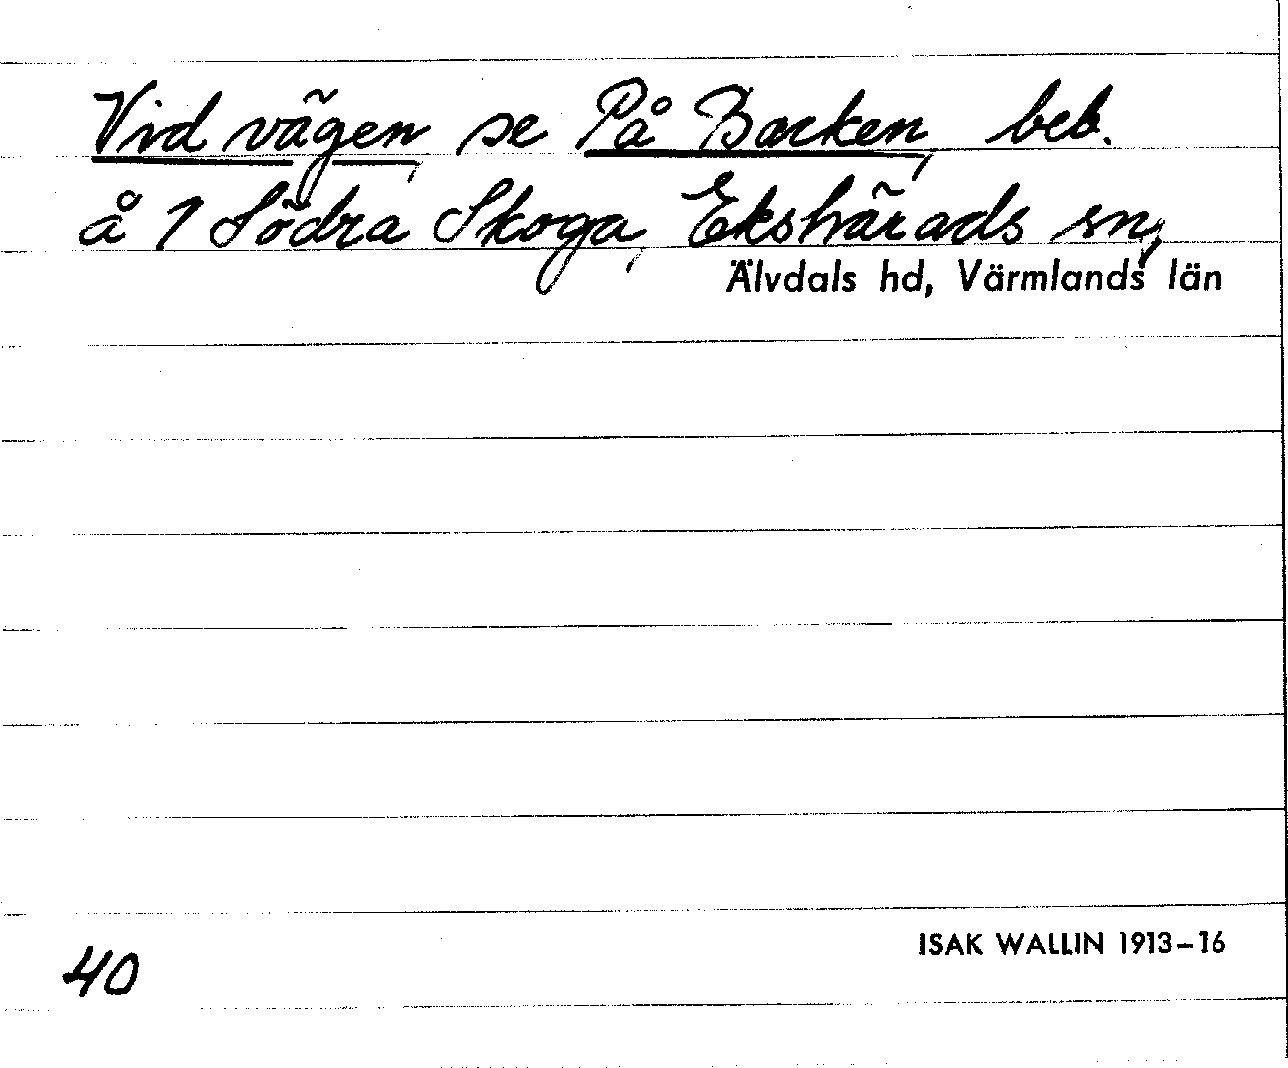 Vid vägen, se På Backen, beb.
å 1 Södra Skoga, Ekshärads sn,
Älvdals hd, Värmlands län
ISAK WALLIN 1913–16
40